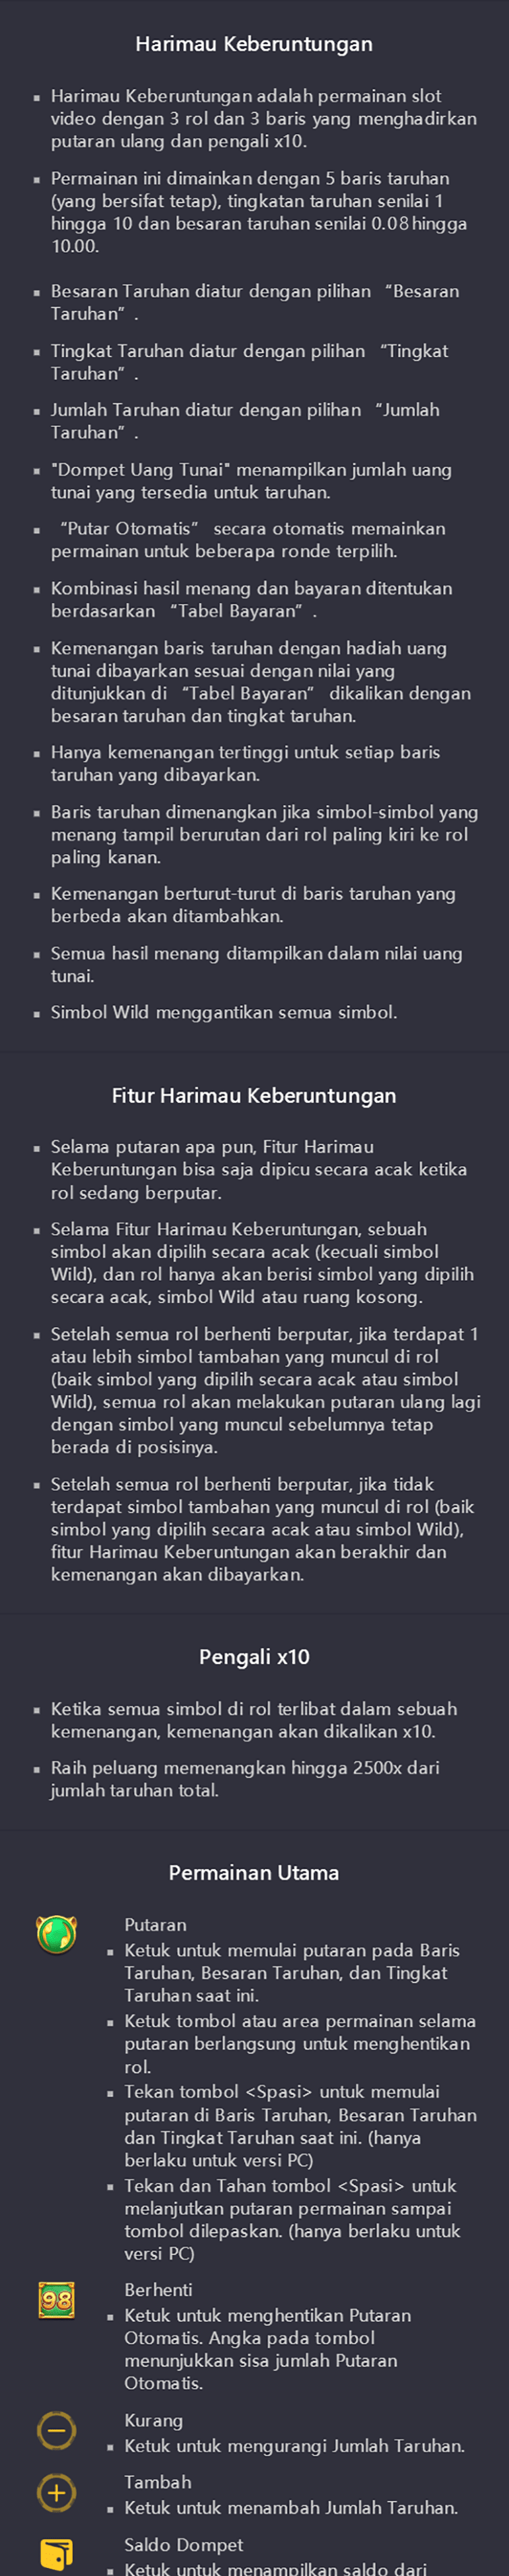 Harimau Keberuntungan
▪ Harimau Keberuntungan adalah permainan slot
video dengan 3 rol dan 3 baris yang menghadirkan
putaran ulang dan pengali x10.
▪ Permainan ini dimainkan dengan 5 baris taruhan
(yang bersifat tetap), tingkatan taruhan senilai 1
hingga 10 dan besaran taruhan senilai 0.08hingga
10.00.
▪ Besaran Taruhan diatur dengan pilihan “Besaran
Taruhan” .
▪ Tingkat Taruhan diatur dengan pilihan “Tingkat
Taruhan” .
▪ Jumlah Taruhan diatur dengan pilihan “Jumlah
Taruhan” .
▪ "Dompet Uang Tunai" menampilkan jumlah uang
tunai yang tersedia untuk taruhan.
▪ “Putar Otomatis” secara otomatis memainkan
permainan untuk beberapa ronde terpilih.
▪ Kombinasi hasil menang dan bayaran ditentukan
berdasarkan “Tabel Bayaran” .
▪ Kemenangan baris taruhan dengan hadiah uang
tunai dibayarkan sesuai dengan nilai yang
ditunjukkan di “Tabel Bayaran” dikalikan dengan
besaran taruhan dan tingkat taruhan.
▪ Hanya kemenangan tertinggi untuk setiap baris
taruhan yang dibayarkan.
▪ Baris taruhan dimenangkan jika simbol-simbol yang
menang tampil berurutan dari rol paling kiri ke rol
paling kanan.
▪ Kemenangan berturut-turut di baris taruhan yang
berbeda akan ditambahkan.
▪ Semua hasil menang ditampilkan dalam nilai uang
tunai.
▪ Simbol Wild menggantikan semua simbol.
Fitur Harimau Keberuntungan
▪ Selama putaran apa pun, Fitur Harimau
Keberuntungan bisa saja dipicu secara acak ketika
rol sedang berputar.
▪ Selama Fitur Harimau Keberuntungan, sebuah
simbol akan dipilih secara acak (kecuali simbol
Wild), dan rol hanya akan berisi simbol yang dipilih
secara acak, simbol Wild atau ruang kosong.
▪ Setelah semua rol berhenti berputar, jika terdapat 1
atau lebih simbol tambahan yang muncul di rol
(baik simbol yang dipilih secara acak atau simbol
Wild), semua rol akan melakukan putaran ulang lagi
dengan simbol yang muncul sebelumnya tetap
berada di posisinya.
▪ Setelah semua rol berhenti berputar, jika tidak
terdapat simbol tambahan yang muncul di rol (baik
simbol yang dipilih secara acak atau simbol Wild),
fitur Harimau Keberuntungan akan berakhir dan
kemenangan akan dibayarkan.
Pengali x10
▪ Ketika semua simbol di rol terlibat dalam sebuah
kemenangan, kemenangan akan dikalikan x10.
▪ Raih peluang memenangkan hingga 2500x dari
jumlah taruhan total.
Permainan Utama
Putaran
▪ Ketuk untuk memulai putaran pada Baris
Taruhan, Besaran Taruhan, dan Tingkat
Taruhan saat ini.
▪ Ketuk tombol atau area permainan selama
putaran berlangsung untuk menghentikan
rol.
▪ Tekan tombol <Spasi> untuk memulai
putaran di Baris Taruhan, Besaran Taruhan
dan Tingkat Taruhan saat ini. (hanya
berlaku untuk versi PC)
▪ Tekan dan Tahan tombol <Spasi> untuk
melanjutkan putaran permainan sampai
tombol dilepaskan. (hanya berlaku untuk
versi PC)
98 Berhenti
▪ Ketuk untuk menghentikan Putaran
Otomatis. Angka pada tombol
menunjukkan sisa jumlah Putaran
Otomatis.
Kurang
▪ Ketuk untuk mengurangi Jumlah Taruhan.
Tambah
▪ Ketuk untuk menambah Jumlah Taruhan.
Saldo Dompet
▪ Ketuk untuk menampilkan saldo dari